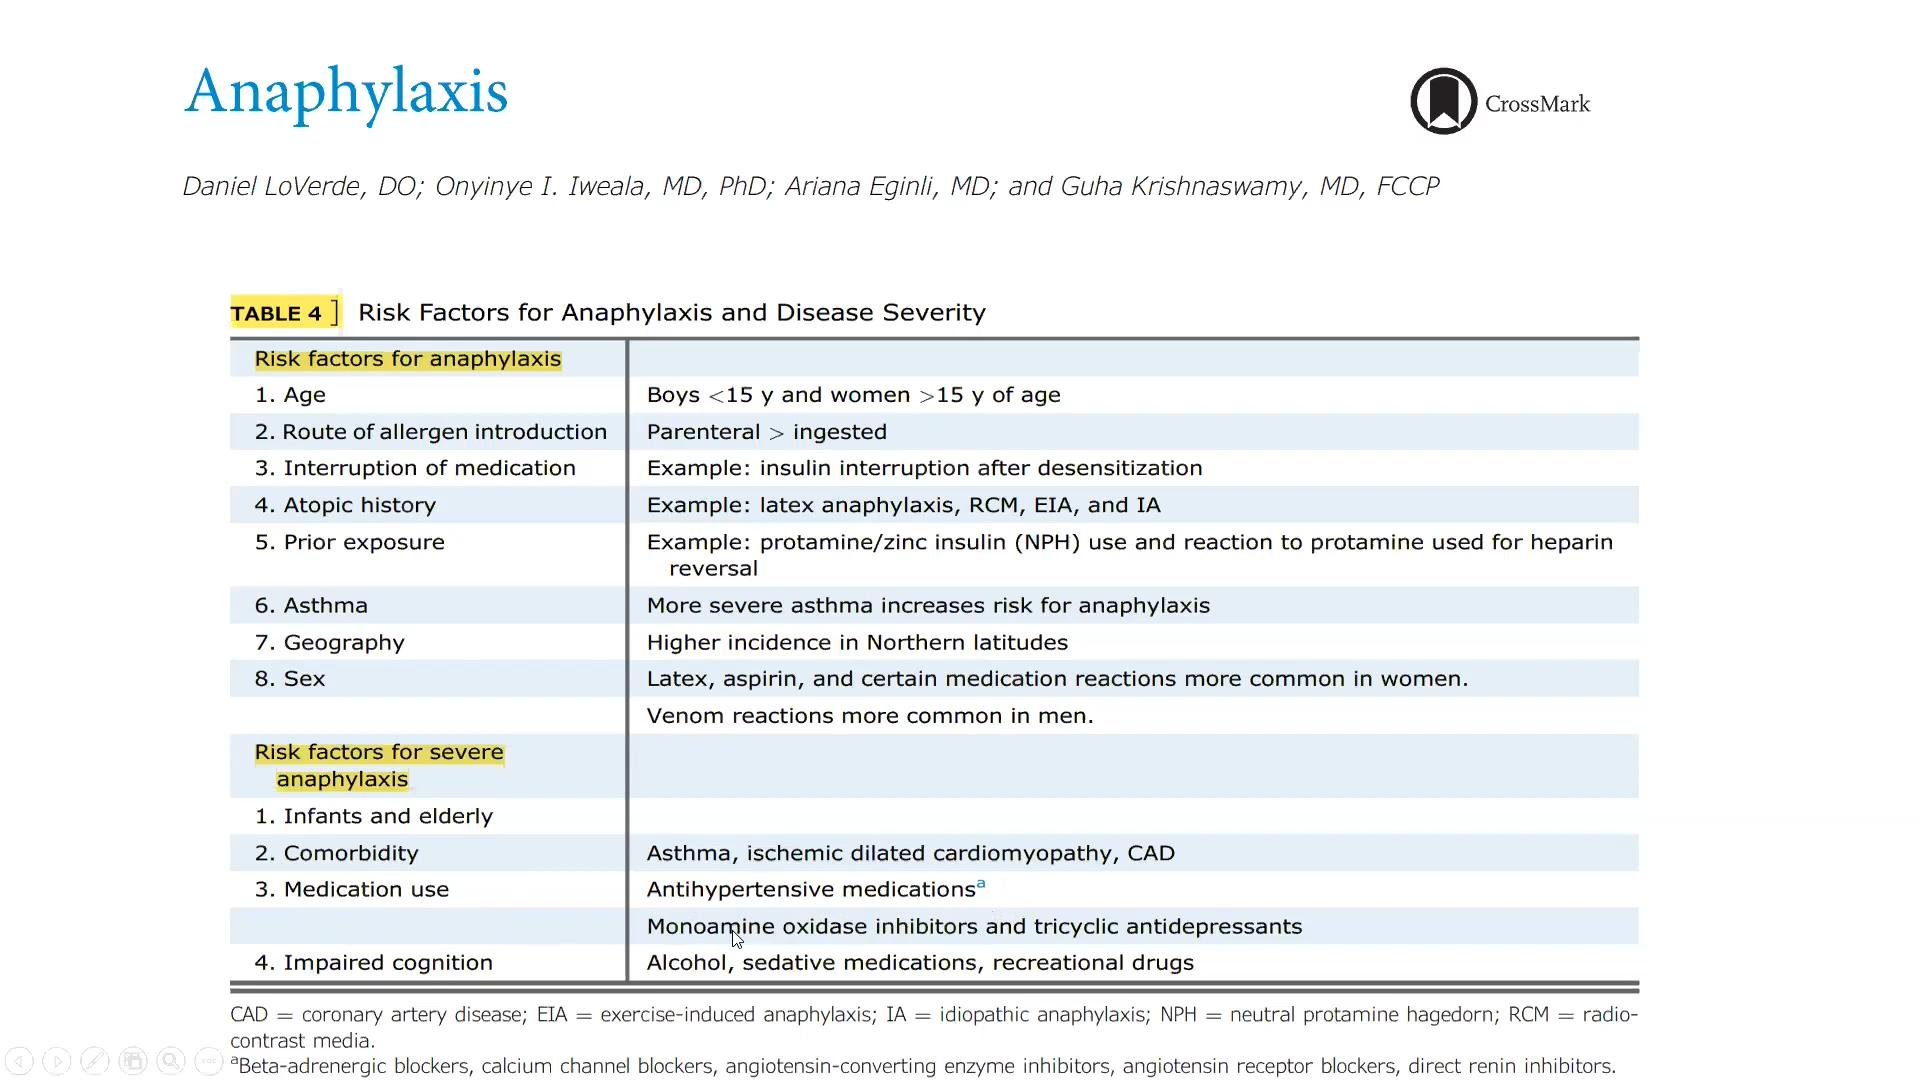 Anaphylaxis
CrossMark
Daniel LoVerde, DO; Onyinye I. Iweala, MD, PhD; Ariana Eginli, MD; and Guha Krishnaswamy, MD, FCCP
TABLE 4 ] Risk Factors for Anaphylaxis and Disease Severity
Risk factors for anaphylaxis
1. Age Boys <15 y and women >15 y of age
2. Route of allergen introduction Parenteral > ingested
3. Interruption of medication Example: insulin interruption after desensitization
4. Atopic history Example: latex anaphylaxis, RCM, EIA, and IA
5. Prior exposure Example: protamine/zinc insulin (NPH) use and reaction to protamine used for heparin
reversal
6. Asthma More severe asthma increases risk for anaphylaxis
7. Geography Higher incidence in Northern latitudes
8. Sex Latex, aspirin, and certain medication reactions more common in women.
Venom reactions more common in men.
Risk factors for severe
anaphylaxis
1. Infants and elderly
2. Comorbidity Asthma, ischemic dilated cardiomyopathy, CAD
3. Medication use Antihypertensive medicationsa
Monoamine oxidase inhibitors and tricyclic antidepressants
4. Impaired cognition Alcohol, sedative medications, recreational drugs
CAD = coronary artery disease; EIA = exercise-induced anaphylaxis; IA = idiopathic anaphylaxis; NPH = neutral protamine hagedorn; RCM = radio-
contrast media.
aBeta-adrenergic blockers, calcium channel blockers, angiotensin-converting enzyme inhibitors, angiotensin receptor blockers, direct renin inhibitors.